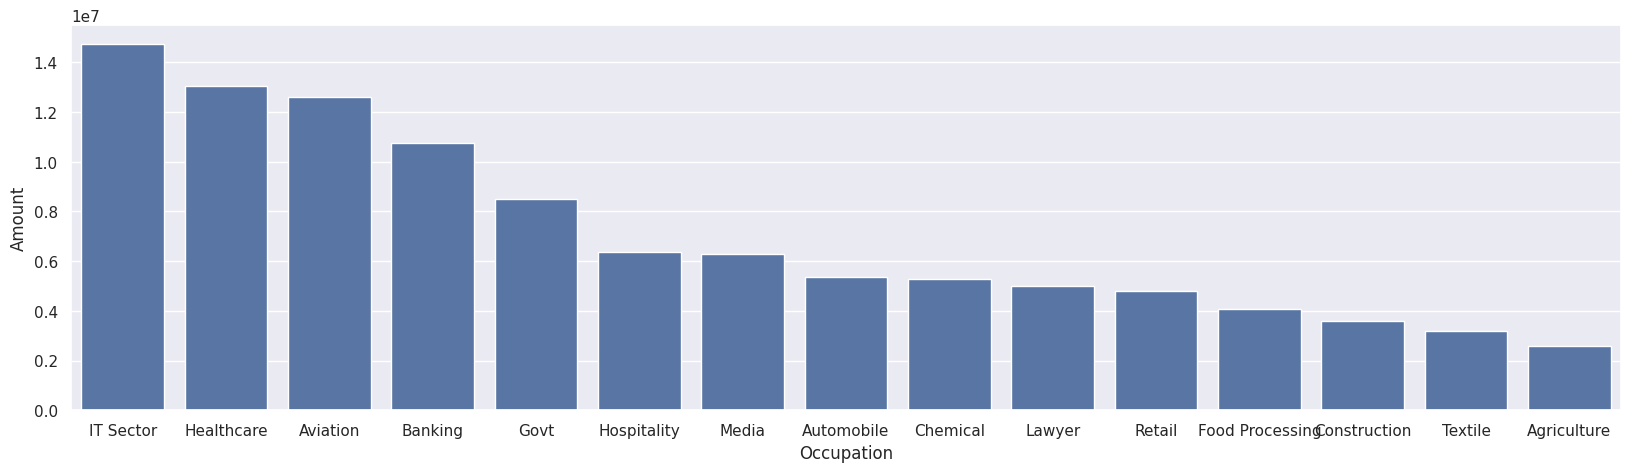 1e7
1.4
1.2
1.0
0.8
0.6
0.4
0.2
0.0
Amount
IT Sector Healthcare Aviation Banking Govt Hospitality Media Automobile Chemical Lawyer Retail Food Processing Construction Textile Agriculture
Occupation